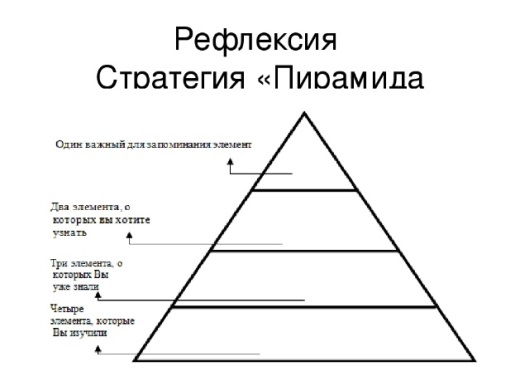 Рефлексия
Стратегия «Пирамида
Один важный для запоминания элемент
Два элемента, о
которых вы хотите
узнать
Три элемента, о
которых Вы
уже знали
Четыре
элемента, которые
Вы изучили